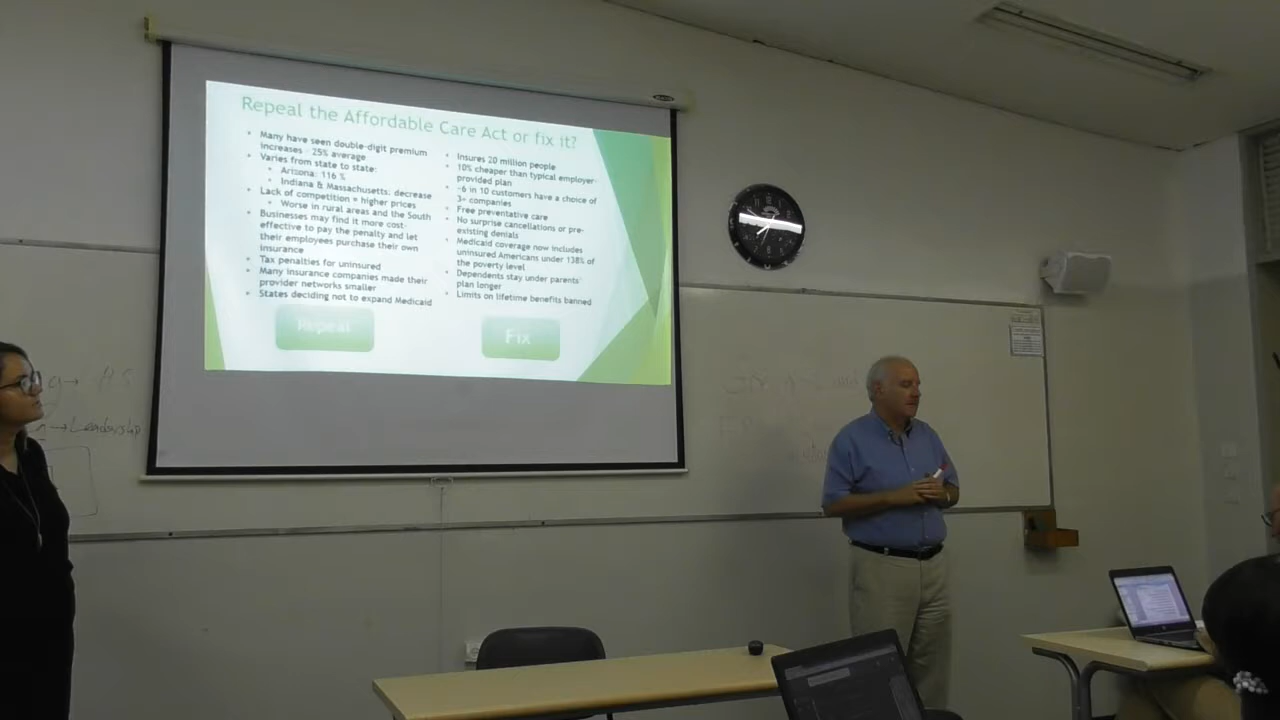 Repeal the Affordable Care Act or fix it?
• Many have seen double-digit premium
increases - 25% average
• Varies from state to state:
• Arizona: 116 %
• Indiana & Massachusetts: decrease
• Lack of competition = higher prices
• Worse in rural areas and the South
• Businesses may find it more cost-
effective to pay the penalty and let
their employees purchase their own
insurance
• Tax penalties for uninsured
• Many insurance companies made their
provider networks smaller
• States deciding not to expand Medicaid
Repeal
• Insures 20 million people
• 10% cheaper than typical employer-
provided plan
• ~6 in 10 customers have a choice of
3+ companies
• Free preventative care
• No surprise cancellations or pre-
existing denials
• Medicaid coverage now includes
uninsured Americans under 138% of
the poverty level
• Dependents stay under parents'
plan longer
• Limits on lifetime benefits banned
Fix
→ Leadership